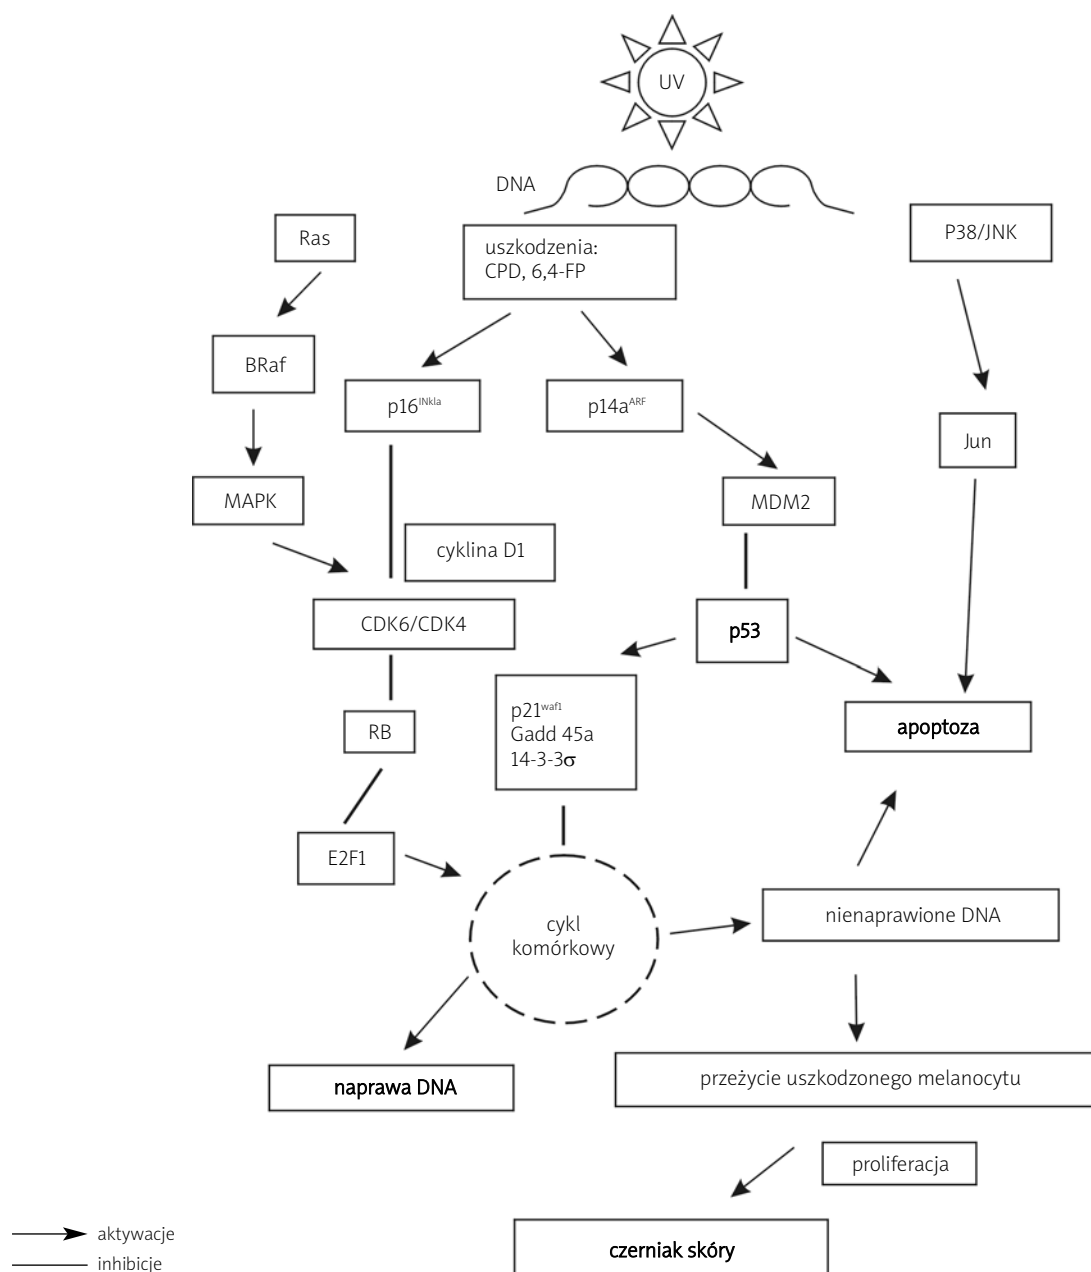 UV
DNA
Ras
uszkodzenia:
CPD, 6,4-FP
P38/JNK
BRaf
p16INkIa
p14aARF
Jun
MAPK
MDM2
cyklina D1
CDK6/CDK4
p53
p21waf1
Gadd 45a
14-3-3σ
RB
apoptoza
E2F1
cykl
komórkowy
nienaprawione DNA
naprawa DNA
przeżycie uszkodzonego melanocytu
proliferacja
czerniak skóry
aktywacje
inhibicje